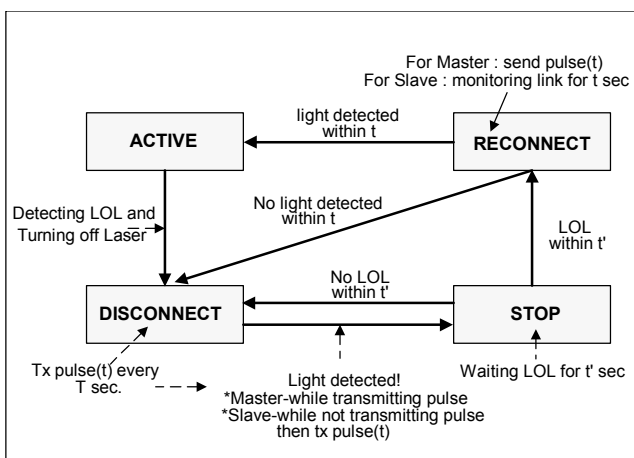 For Master : send pulse(t)
For Slave : monitoring link for t sec
light detected
within t
ACTIVE
RECONNECT
Detecting LOL and
Turning off Laser
No light detected
within t
LOL
within t'
No LOL
within t'
DISCONNECT
STOP
Tx pulse(t) every
T sec.
Light detected!
*Master-while transmitting pulse
*Slave-while not transmitting pulse
then tx pulse(t)
Waiting LOL for t' sec